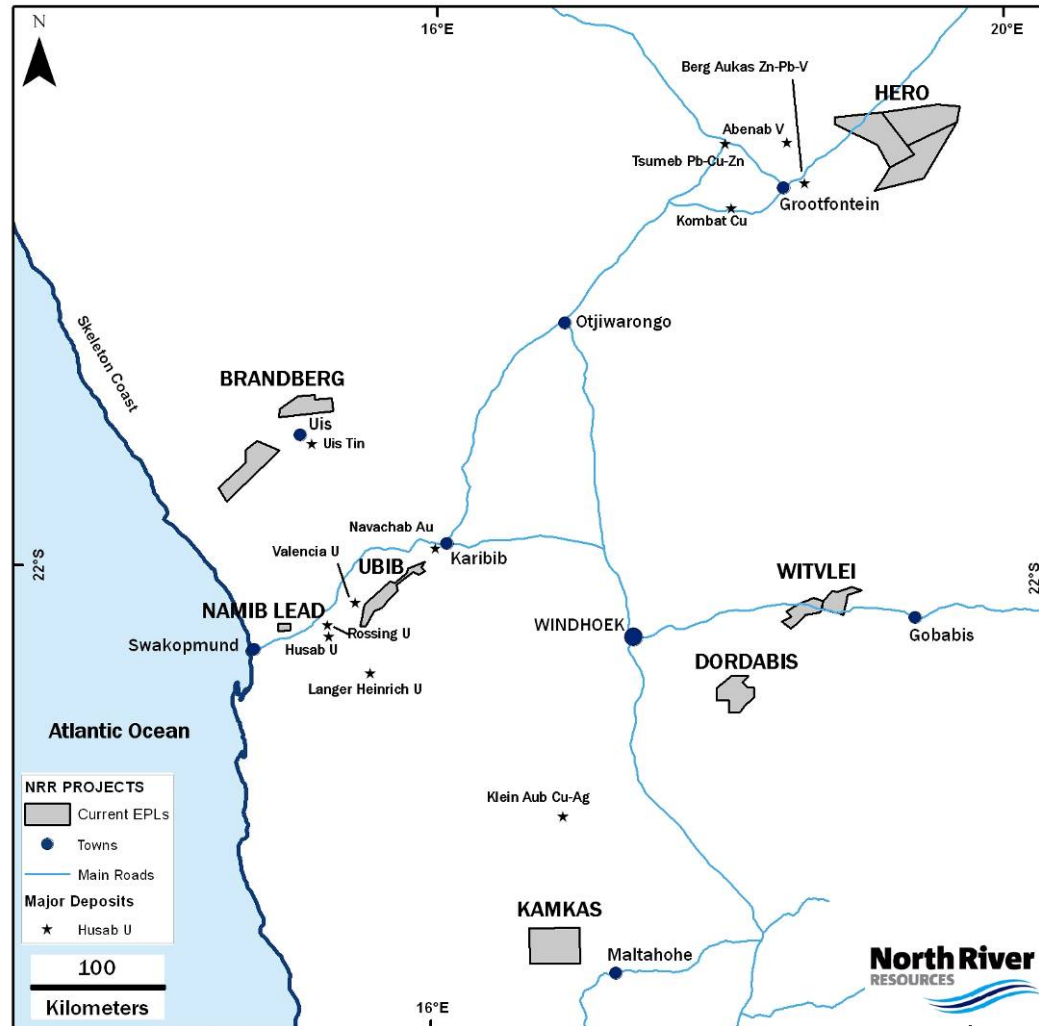 N
16°E
20°E
Berg Aukas Zn-Pb-V
HERO
Abenab V
Tsumeb Pb-Cu-Zn
Grootfontein
Kombat Cu
Otjiwarongo
Skeleton Coast
BRANDBERG
Uis
Uis Tin
Navachab Au
Karibib
Valencia U
UBIB
22°S
22°S
WITVLEI
NAMIB LEAD
Rossing U
WINDHOEK
Gobabis
Swakopmund
Husab U
DORDABIS
Langer Heinrich U
Atlantic Ocean
NRR PROJECTS
Current EPLs
Towns
Main Roads
Major Deposits
Husab U
Klein Aub Cu-Ag
KAMKAS
Maltahohe
100
Kilometers
16°E
North River
RESOURCES